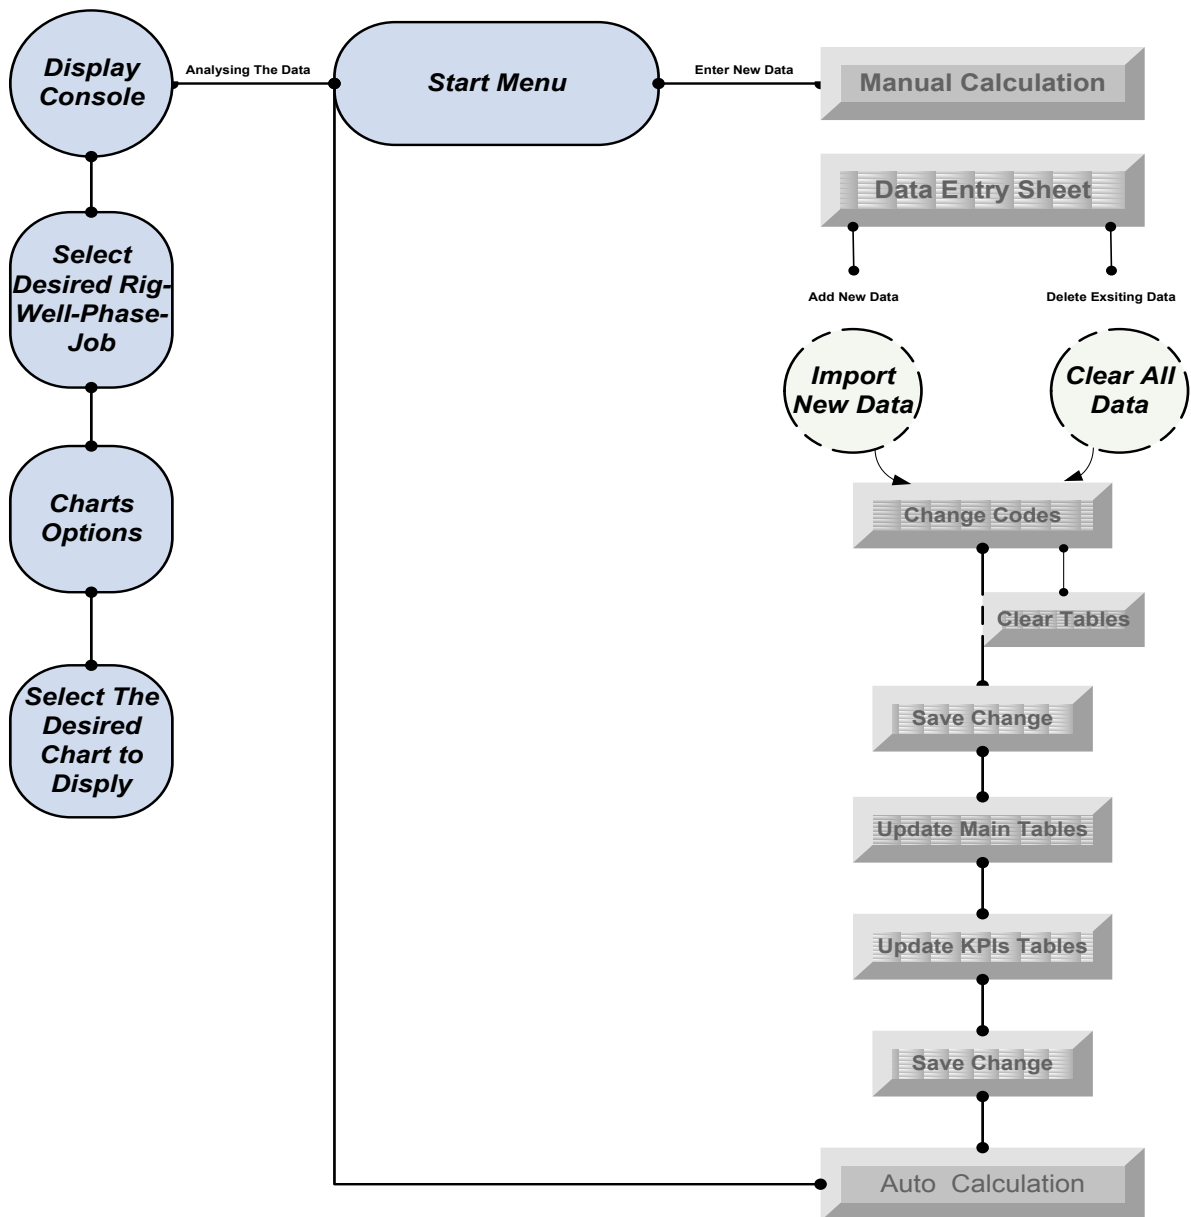 Display
Console
Analysing The Data
Start Menu
Enter New Data
Manual Calculation
Data Entry Sheet
Select
Desired Rig-
Well-Phase-
Job
Add New Data
Delete Exsiting Data
Import
New Data
Clear All
Data
Charts
Options
Change Codes
Clear Tables
Select The
Desired
Chart to
Disply
Save Change
Update Main Tables
Update KPIs Tables
Save Change
Auto Calculation